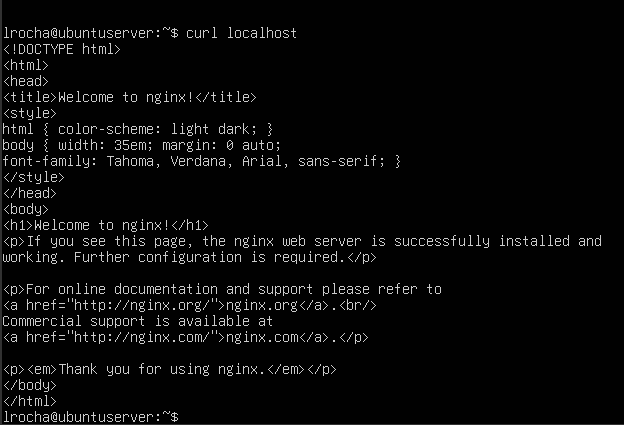 lrocha@ubuntuserver:~$ curl localhost
<!DOCTYPE html>
<html>
<head>
<title>Welcome to nginx!</title>
<style>
html { color-scheme: light dark; }
body { width: 35em; margin: 0 auto;
font-family: Tahoma, Verdana, Arial, sans-serif; }
</style>
</head>
<body>
<h1>Welcome to nginx!</h1>
<p>If you see this page, the nginx web server is successfully installed and
working. Further configuration is required.</p>

<p>For online documentation and support please refer to
<a href="http://nginx.org/">nginx.org</a>.<br/>
Commercial support is available at
<a href="http://nginx.com/">nginx.com</a>.</p>

<p><em>Thank you for using nginx.</em></p>
</body>
</html>
lrocha@ubuntuserver:~$